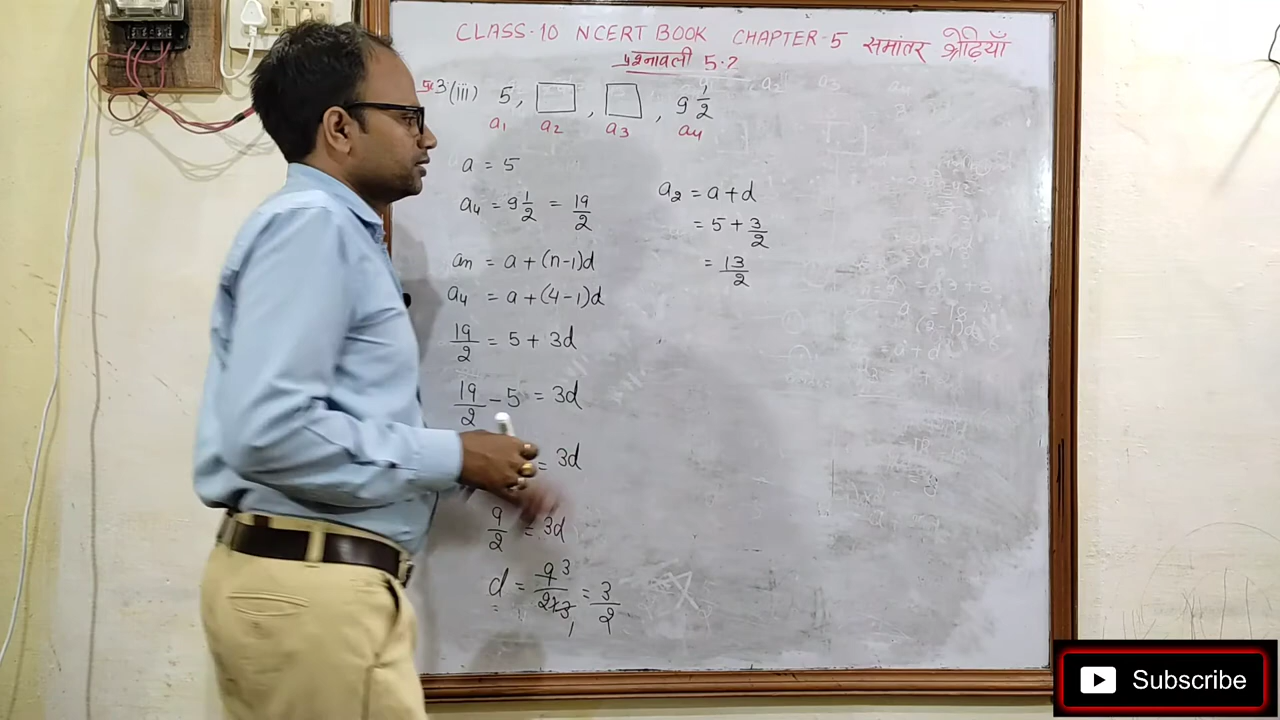 CLASS-10 NCERT BOOK CHAPTER-5 समांतर श्रेढ़ियाँ
प्रश्नावली 5.2
प्र.3 (iii) 5, □, □, 9 1/2
a1 a2 a3 a4
a = 5
a4 = 9 1/2 = 19/2
an = a + (n-1)d
a4 = a + (4-1)d
19/2 = 5 + 3d
19/2 - 5 = 3d
= 3d
9/2 = 3d
d = 9 3/2×3 1 = 3/2
a2 = a + d
= 5 + 3/2
= 13/2
Subscribe